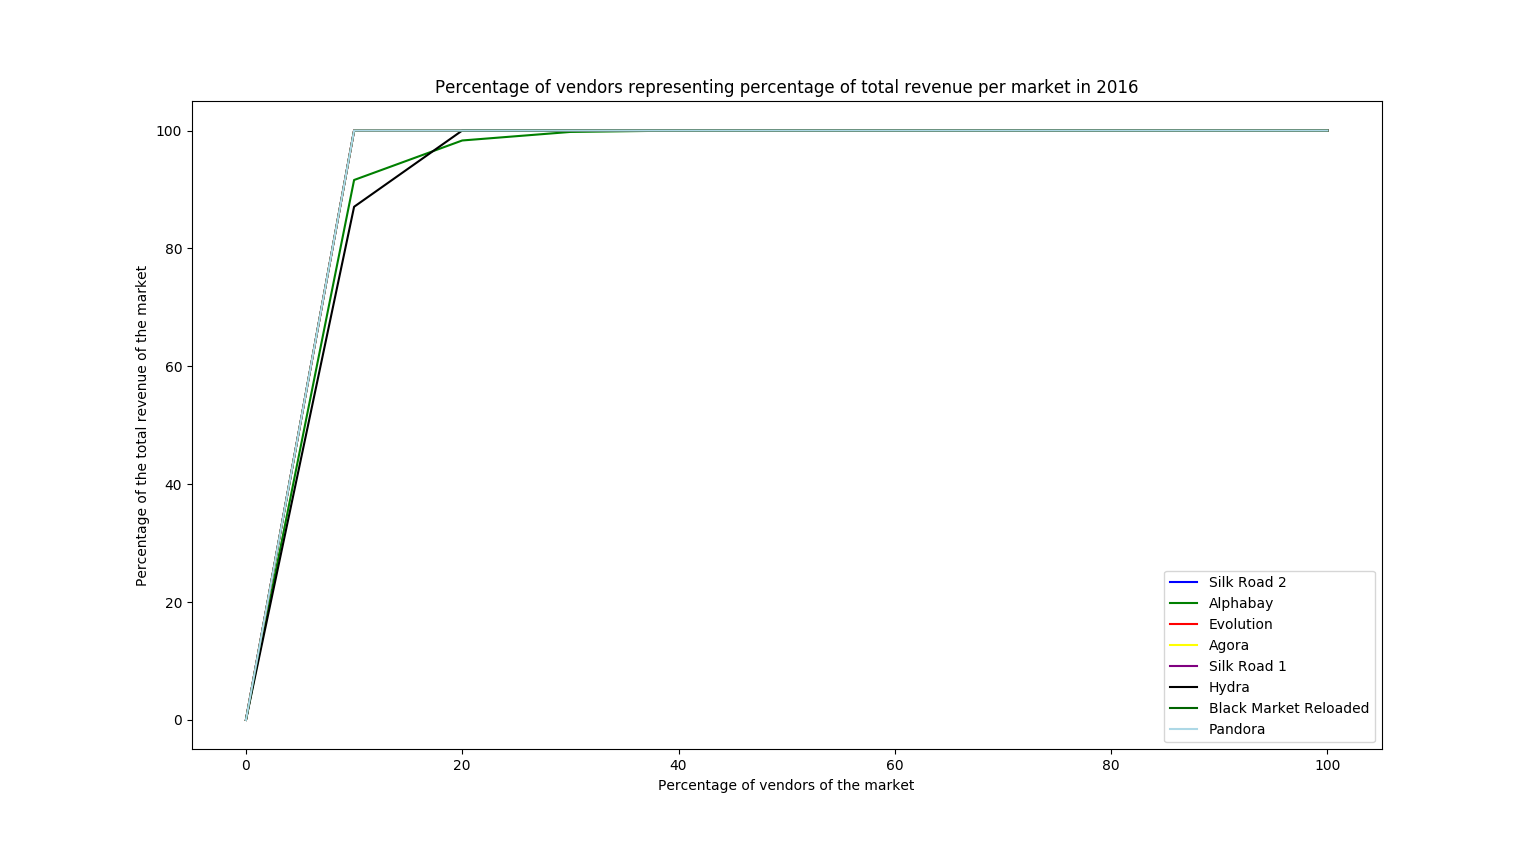 Percentage of vendors representing percentage of total revenue per market in 2016
100
80
60
40
20
0
Percentage of the total revenue of the market
Silk Road 2
Alphabay
Evolution
Agora
Silk Road 1
Hydra
Black Market Reloaded
Pandora
0 20 40 60 80 100
Percentage of vendors of the market